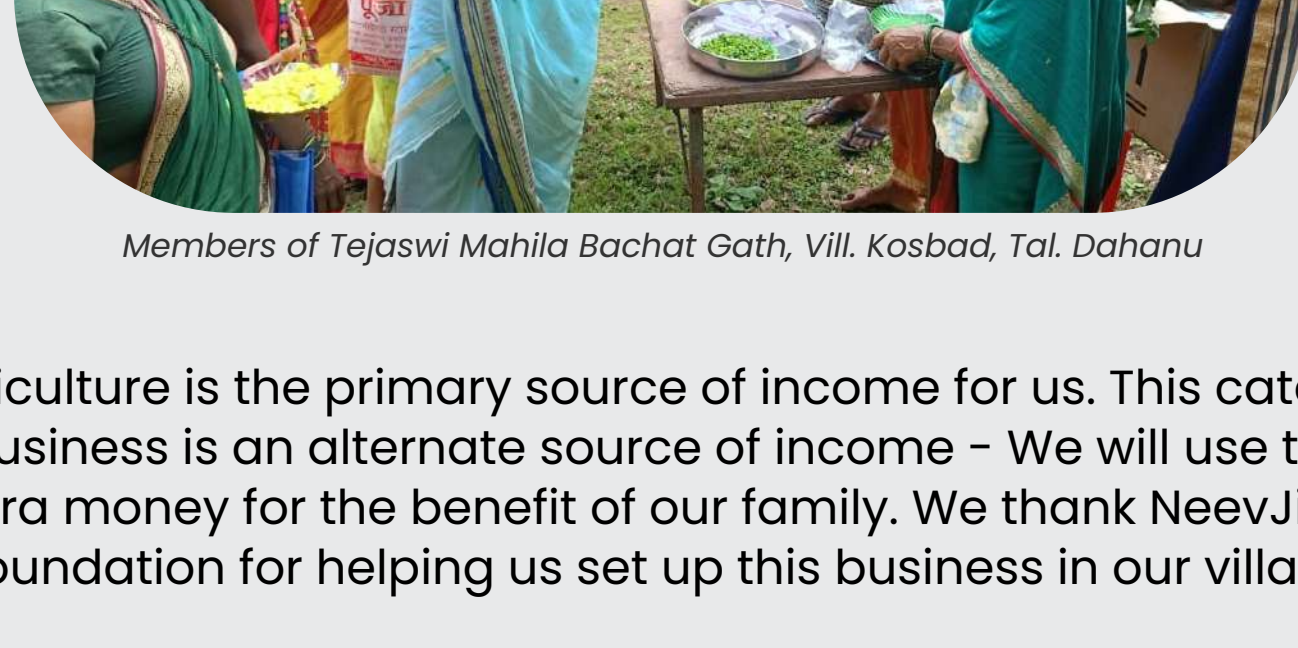 पूजा
Members of Tejaswi Mahila Bachat Gath, Vill. Kosbad, Tal. Dahanu
iculture is the primary source of income for us. This cat
usiness is an alternate source of income - We will use t
ra money for the benefit of our family. We thank NeevJi
oundation for helping us set up this business in our villa